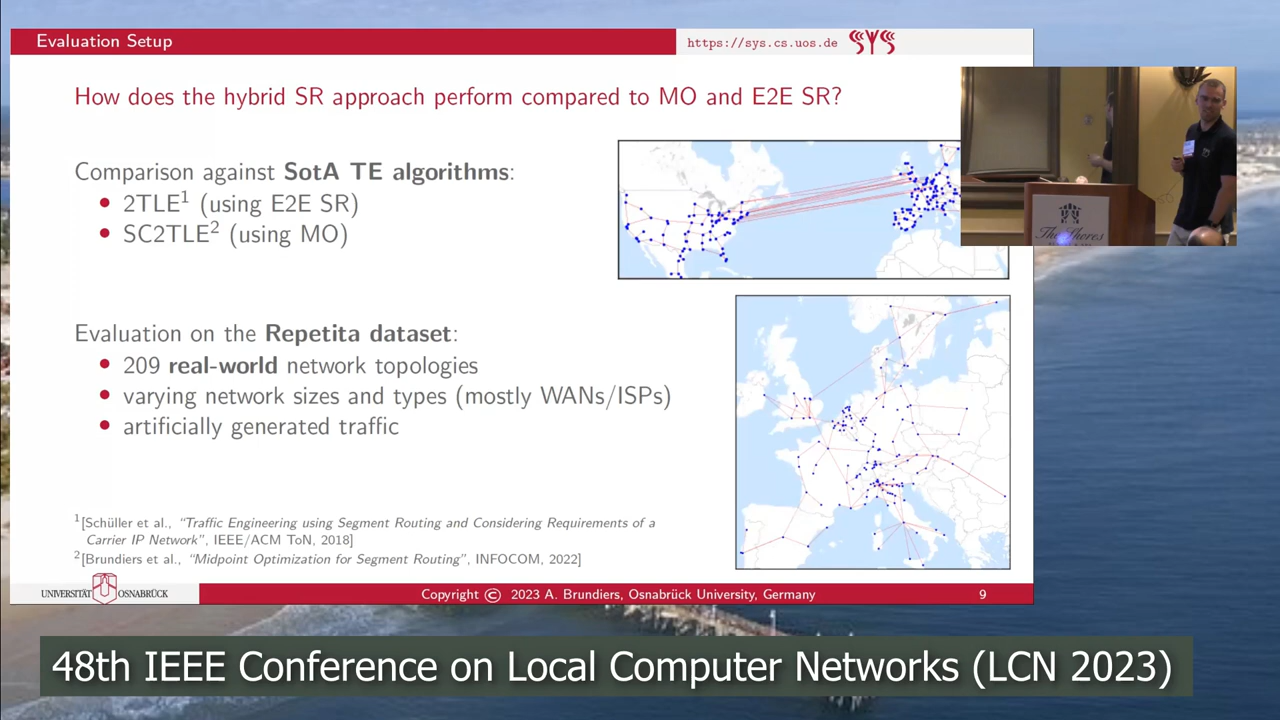 Evaluation Setup
https://sys.cs.uos.de SYS
How does the hybrid SR approach perform compared to MO and E2E SR?
Comparison against SotA TE algorithms:
• 2TLE¹ (using E2E SR)
• SC2TLE² (using MO)
Evaluation on the Repetita dataset:
• 209 real-world network topologies
• varying network sizes and types (mostly WANs/ISPs)
• artificially generated traffic
¹[Schüller et al., "Traffic Engineering using Segment Routing and Considering Requirements of a
Carrier IP Network", IEEE/ACM ToN, 2018]
²[Brundiers et al., "Midpoint Optimization for Segment Routing", INFOCOM, 2022]
UNIVERSITÄT OSNABRÜCK
Copyright © 2023 A. Brundiers, Osnabrück University, Germany
9
The Shores
48th IEEE Conference on Local Computer Networks (LCN 2023)